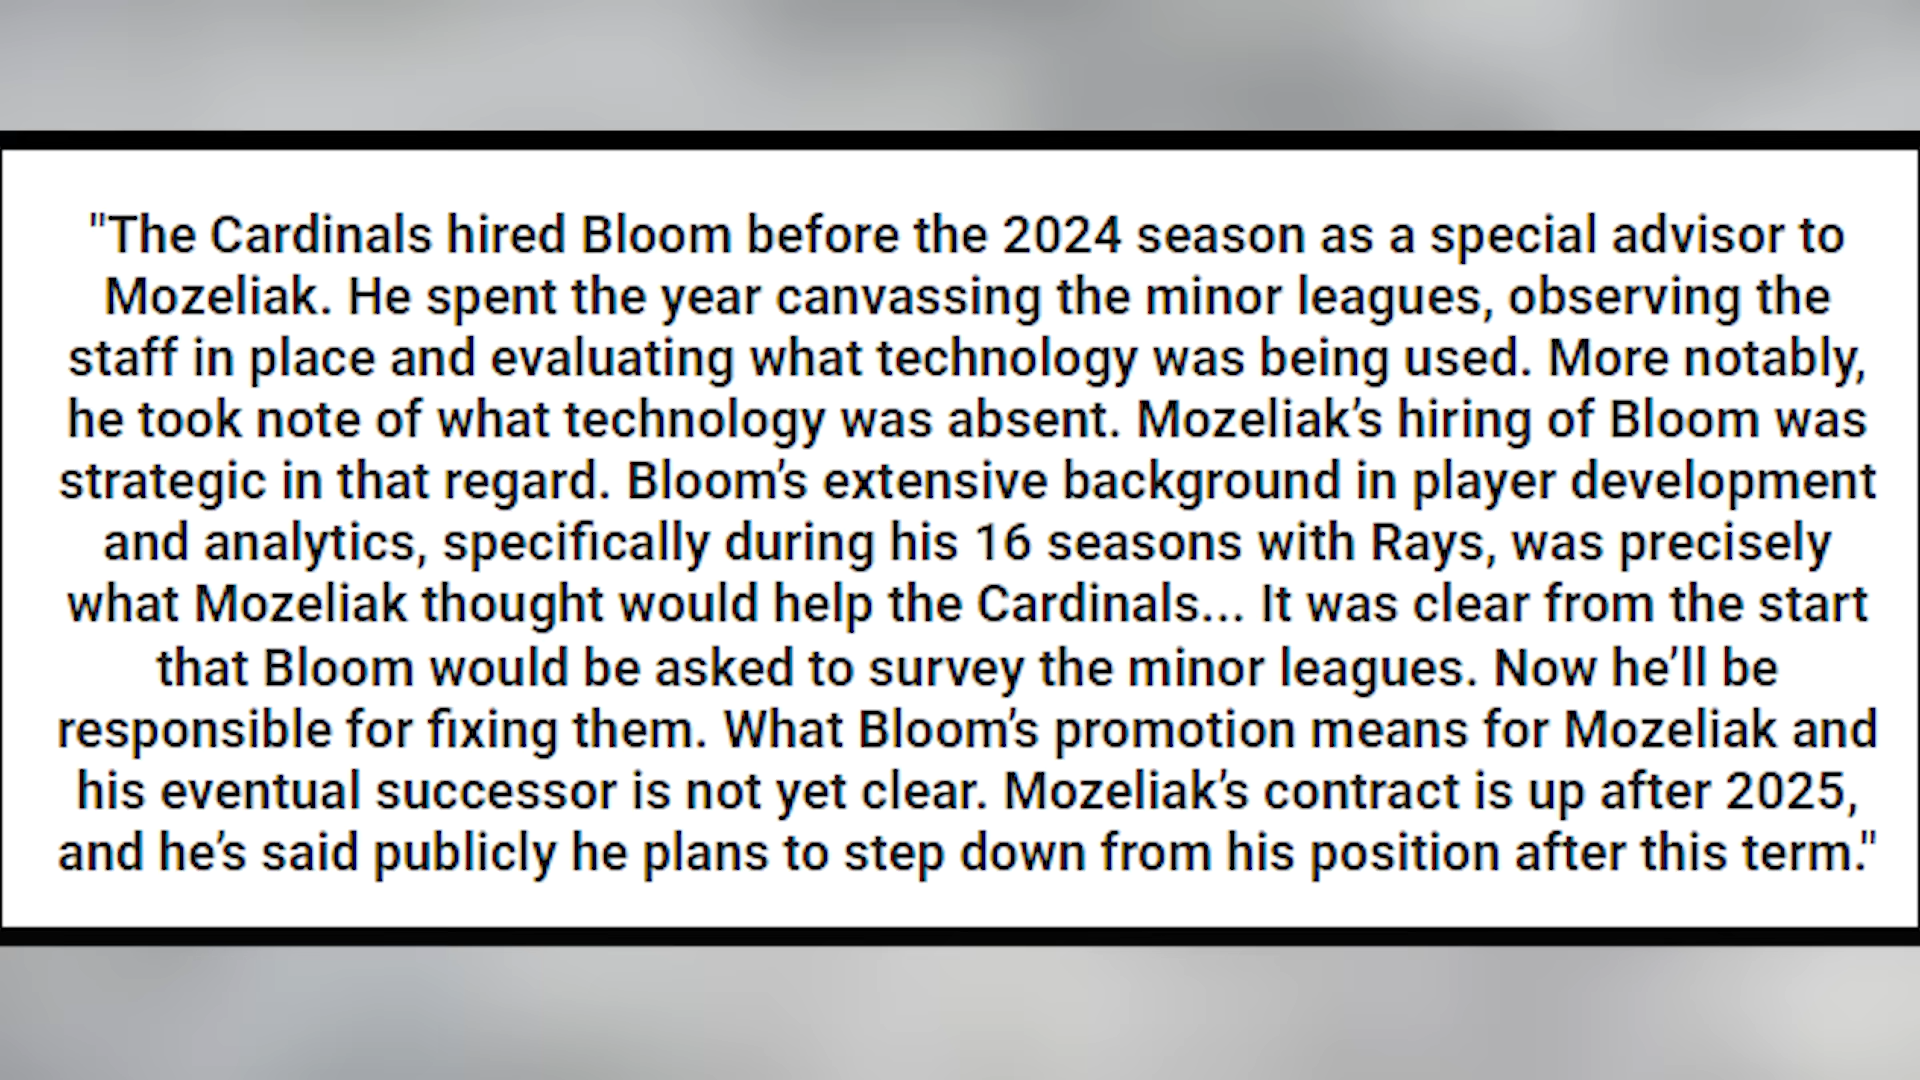 "The Cardinals hired Bloom before the 2024 season as a special advisor to
Mozeliak. He spent the year canvassing the minor leagues, observing the
staff in place and evaluating what technology was being used. More notably,
he took note of what technology was absent. Mozeliak’s hiring of Bloom was
strategic in that regard. Bloom’s extensive background in player development
and analytics, specifically during his 16 seasons with Rays, was precisely
what Mozeliak thought would help the Cardinals... It was clear from the start
that Bloom would be asked to survey the minor leagues. Now he’ll be
responsible for fixing them. What Bloom’s promotion means for Mozeliak and
his eventual successor is not yet clear. Mozeliak’s contract is up after 2025,
and he’s said publicly he plans to step down from his position after this term."